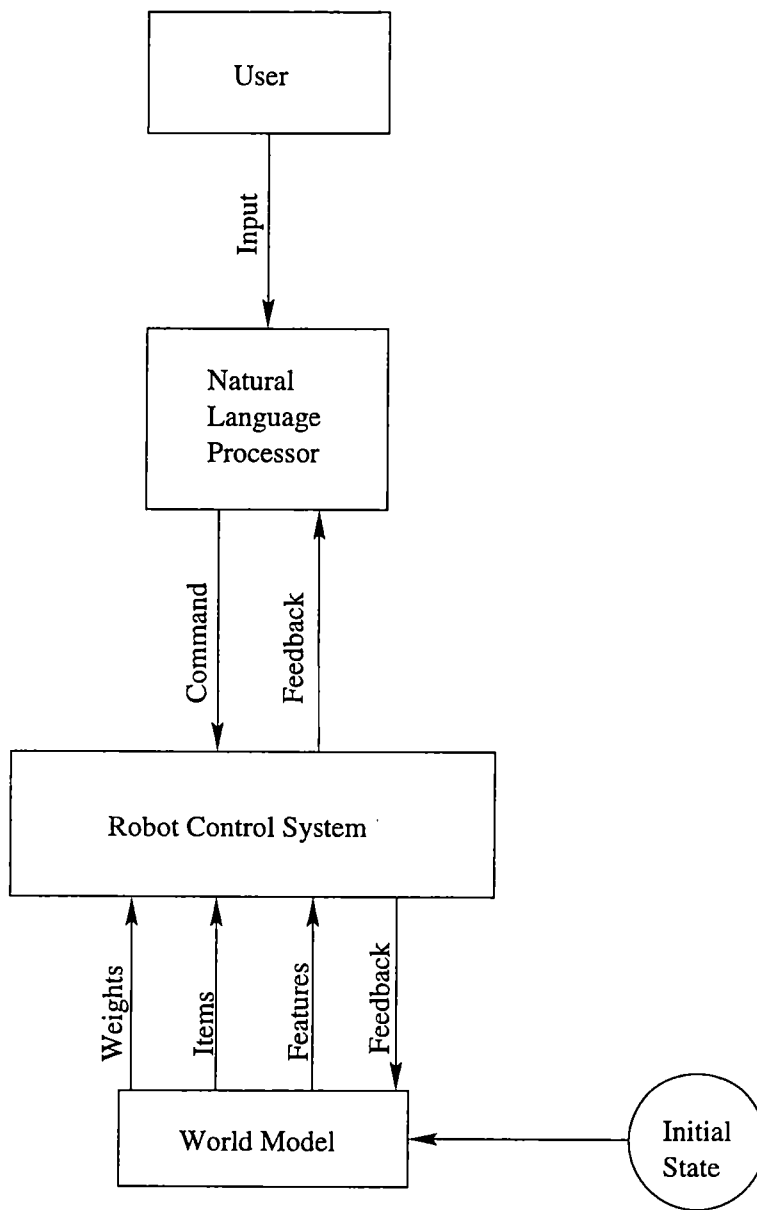 User
Input
Natural
Language
Processor
Command
Feedback
Robot Control System
Weights
Items
Features
Feedback
World Model
Initial
State